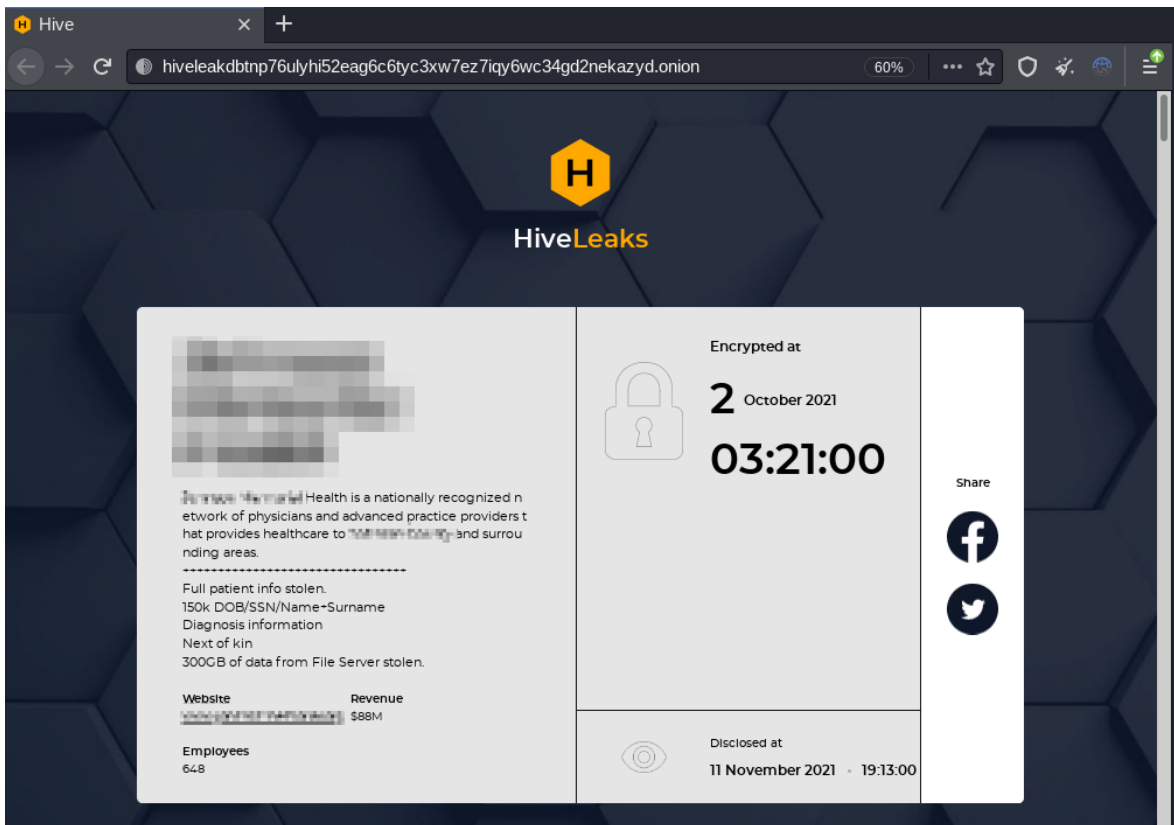 Hive
hiveleakdbtnp76ulyhi52eag6c6tyc3xw7ez7iqy6wc34gd2nekazyd.onion
60%
H
HiveLeaks
Health is a nationally recognized n
etwork of physicians and advanced practice providers t
hat provides healthcare to and surrou
nding areas.
+++++++++++++++++++++++++++++++++
Full patient info stolen.
150k DOB/SSN/Name+Surname
Diagnosis information
Next of kin
300GB of data from File Server stolen.
Website Revenue
$88M
Employees
648
Encrypted at
2 October 2021
03:21:00
Disclosed at
11 November 2021 • 19:13:00
Share